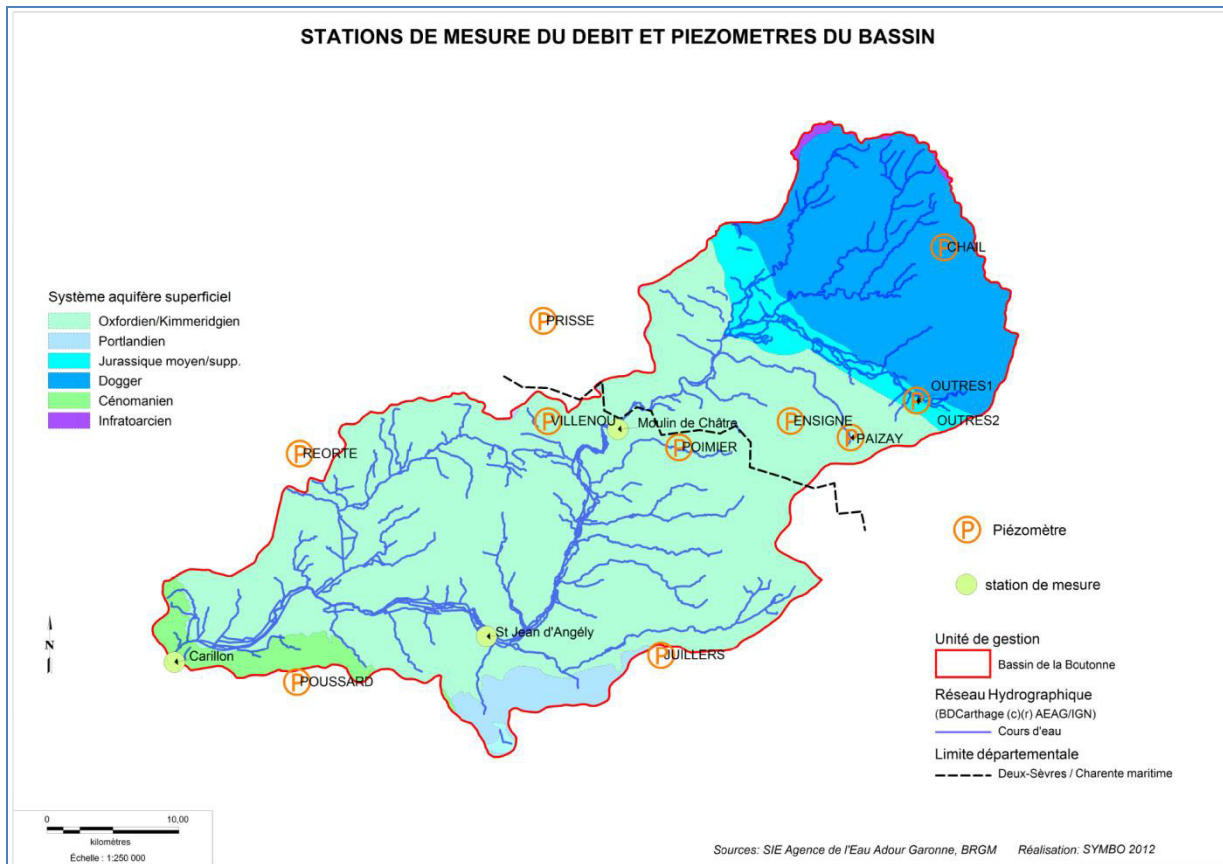 STATIONS DE MESURE DU DEBIT ET PIEZOMETRES DU BASSIN
P CHAIL
Système aquifère superficiel
Oxfordien/Kimmeridgien
Portlandien
Jurassique moyen/supp.
Dogger
Cénomanien
Infratoarcien
P PRISSE
OUTRES1
P
OUTRES2
P VILLENOU
Moulin de Châtre
P ENSIGNE
P PAIZAY
P POIMIER
P REORTE
P Piézomètre
station de mesure
St Jean d'Angély
Carillon
P JUILLERS
P POUSSARD
N
Unité de gestion
Bassin de la Boutonne
Réseau Hydrographique
(BDCarthage (c)(r) AEAG/IGN)
Cours d'eau
Limite départementale
Deux-Sèvres / Charente maritime
0 10,00
kilomètres
Échelle : 1:250 000
Sources: SIE Agence de l'Eau Adour Garonne, BRGM Réalisation: SYMBO 2012